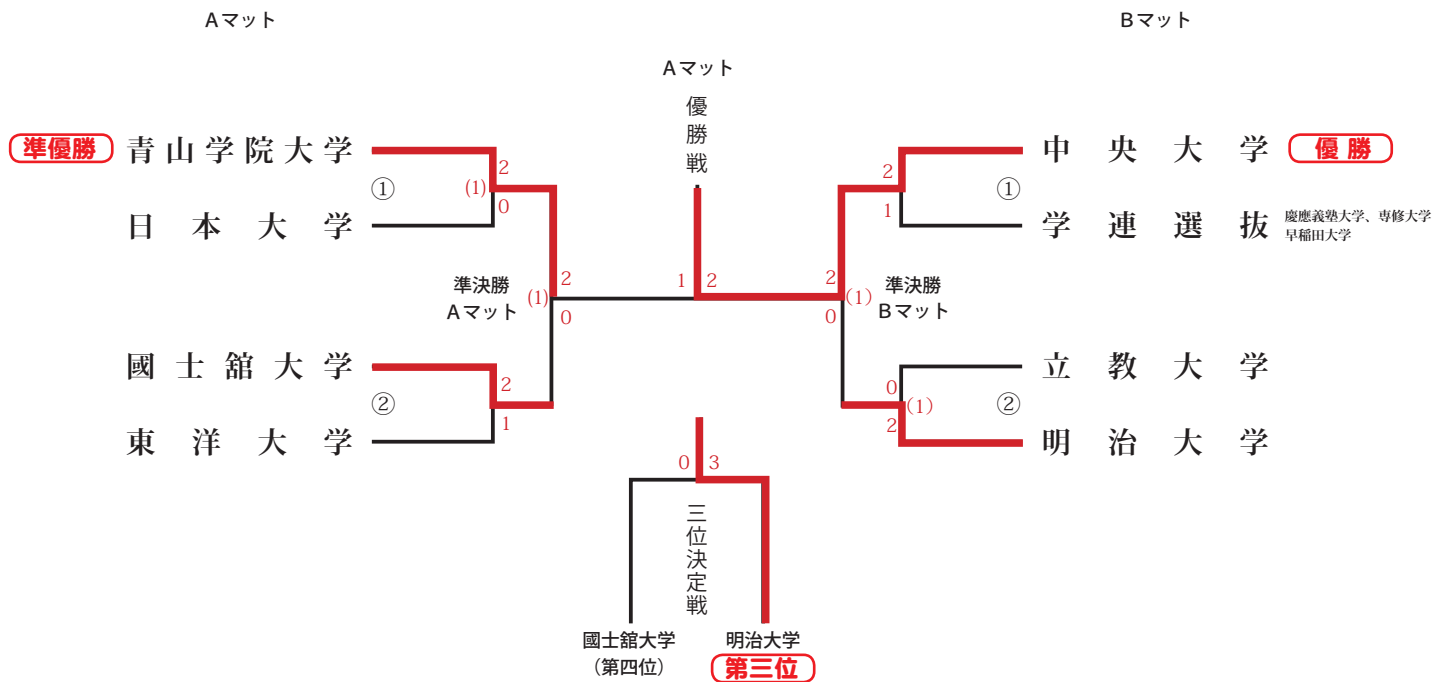 Aマット
Bマット
Aマット
優勝戦
準優勝 青山学院大学
中央大学 優勝
2
(1)
①
0
2
①
1
日本大学
学連選抜 慶應義塾大学、専修大学
早稲田大学
準決勝
Aマット
2
(1)
0
1 2
2
(1)
0
準決勝
Bマット
國士舘大学
2
②
1
東洋大学
立教大学
0
(1)
②
2
明治大学
0 3
三位決定戦
國士舘大学
（第四位）
明治大学
第三位